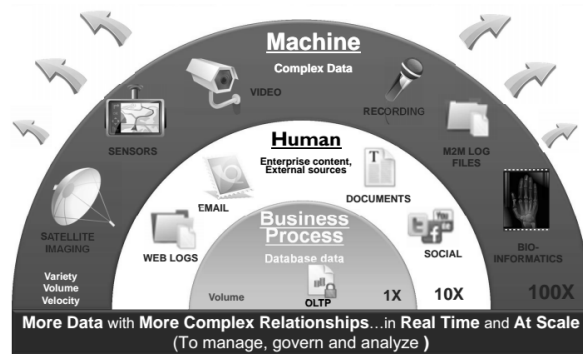 Machine
Complex Data
VIDEO
RECORDING
SENSORS
M2M LOG
FILES
Human
Enterprise content,
External sources
EMAIL
DOCUMENTS
SATELLITE
IMAGING
WEB LOGS
Business
Process
Database data
SOCIAL
BIO-
INFORMATICS
Variety
Volume
Velocity
Volume
OLTP
1X
10X
100X
More Data with More Complex Relationships...in Real Time and At Scale
(To manage, govern and analyze )